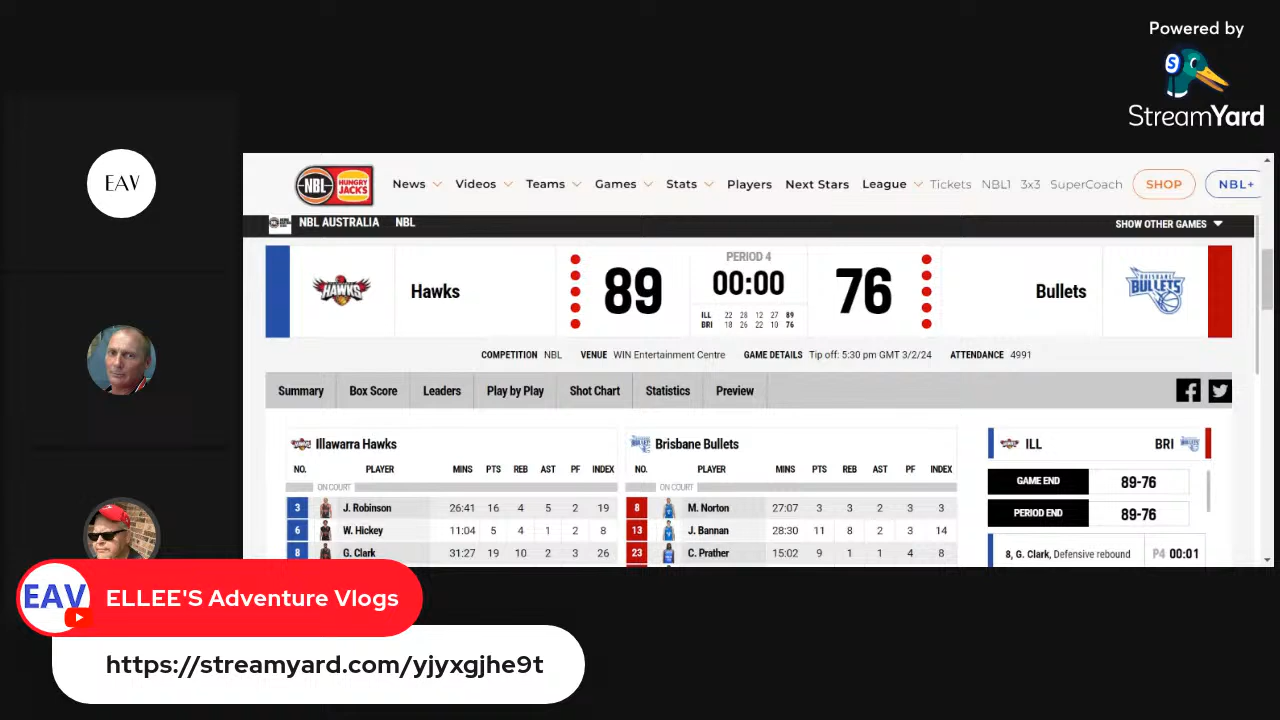 Powered by
StreamYard
EAV
NBL HUNGRY JACK'S News Videos Teams Games Stats Players Next Stars League Tickets NBL1 3x3 SuperCoach SHOP NBL+
NBL AUSTRALIA NBL SHOW OTHER GAMES
HAWKS Hawks 89 PERIOD 4 00:00 76 Bullets BRISBANE BULLETS
ILL 22 28 12 27 89
BRI 18 26 22 10 76
COMPETITION NBL VENUE WIN Entertainment Centre GAME DETAILS Tip off: 5:30 pm GMT 3/2/24 ATTENDANCE 4991
Summary Box Score Leaders Play by Play Shot Chart Statistics Preview
Illawarra Hawks Brisbane Bullets ILL BRI
NO. PLAYER MINS PTS REB AST PF INDEX NO. PLAYER MINS PTS REB AST PF INDEX
ON COURT ON COURT
GAME END 89-76
3 J. Robinson 26:41 16 4 5 2 19 8 M. Norton 27:07 3 3 2 3 3
PERIOD END 89-76
6 W. Hickey 11:04 5 4 1 2 8 13 J. Bannan 28:30 11 8 2 3 14
8 G. Clark 31:27 19 10 2 3 26 23 C. Prather 15:02 9 1 1 4 8
8, G. Clark, Defensive rebound P4 00:01
EAV ELLEE'S Adventure Vlogs
https://streamyard.com/yjyxgjhe9t